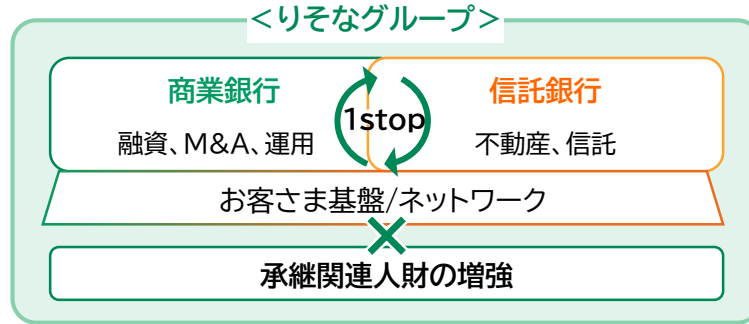 <りそなグループ>
商業銀行
融資、M&A、運用
1stop
信託銀行
不動産、信託
お客さま基盤/ネットワーク
×
承継関連人財の増強